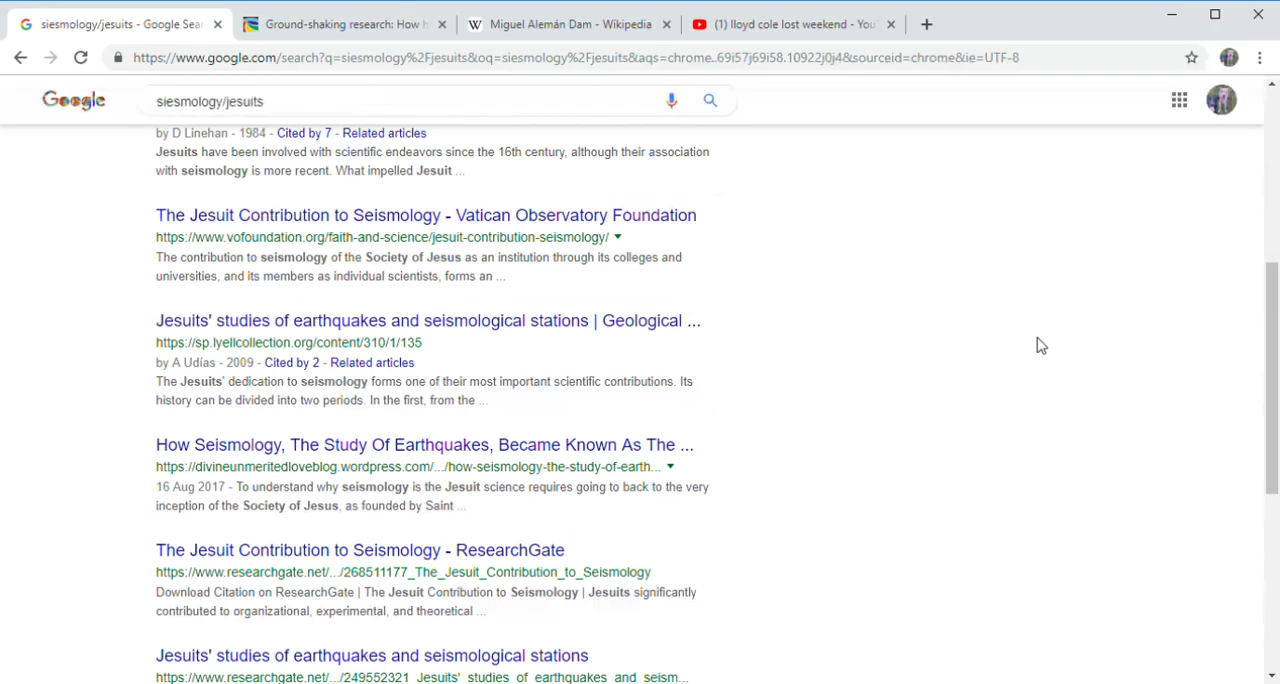 siesmology/jesuits - Google Sear
Ground-shaking research: How h
Miguel Alemán Dam - Wikipedia
(1) lloyd cole lost weekend - You
https://www.google.com/search?q=siesmology%2Fjesuits&oq=siesmology%2Fjesuits&aqs=chrome..69i57j69i58.10922j0j4&sourceid=chrome&ie=UTF-8
Google
siesmology/jesuits
by D Linehan - 1984 - Cited by 7 - Related articles
Jesuits have been involved with scientific endeavors since the 16th century, although their association
with seismology is more recent. What impelled Jesuit ...
The Jesuit Contribution to Seismology - Vatican Observatory Foundation
https://www.vofoundation.org/faith-and-science/jesuit-contribution-seismology/
The contribution to seismology of the Society of Jesus as an institution through its colleges and
universities, and its members as individual scientists, forms an ...
Jesuits' studies of earthquakes and seismological stations | Geological ...
https://sp.lyellcollection.org/content/310/1/135
by A Udías - 2009 - Cited by 2 - Related articles
The Jesuits' dedication to seismology forms one of their most important scientific contributions. Its
history can be divided into two periods. In the first, from the ...
How Seismology, The Study Of Earthquakes, Became Known As The ...
https://divineunmeritedloveblog.wordpress.com/.../how-seismology-the-study-of-earth...
16 Aug 2017 - To understand why seismology is the Jesuit science requires going to back to the very
inception of the Society of Jesus, as founded by Saint ...
The Jesuit Contribution to Seismology - ResearchGate
https://www.researchgate.net/.../268511177_The_Jesuit_Contribution_to_Seismology
Download Citation on ResearchGate | The Jesuit Contribution to Seismology | Jesuits significantly
contributed to organizational, experimental, and theoretical ...
Jesuits' studies of earthquakes and seismological stations
https://www.researchgate.net/.../249552321_Jesuits'_studies_of_earthquakes_and_seism...